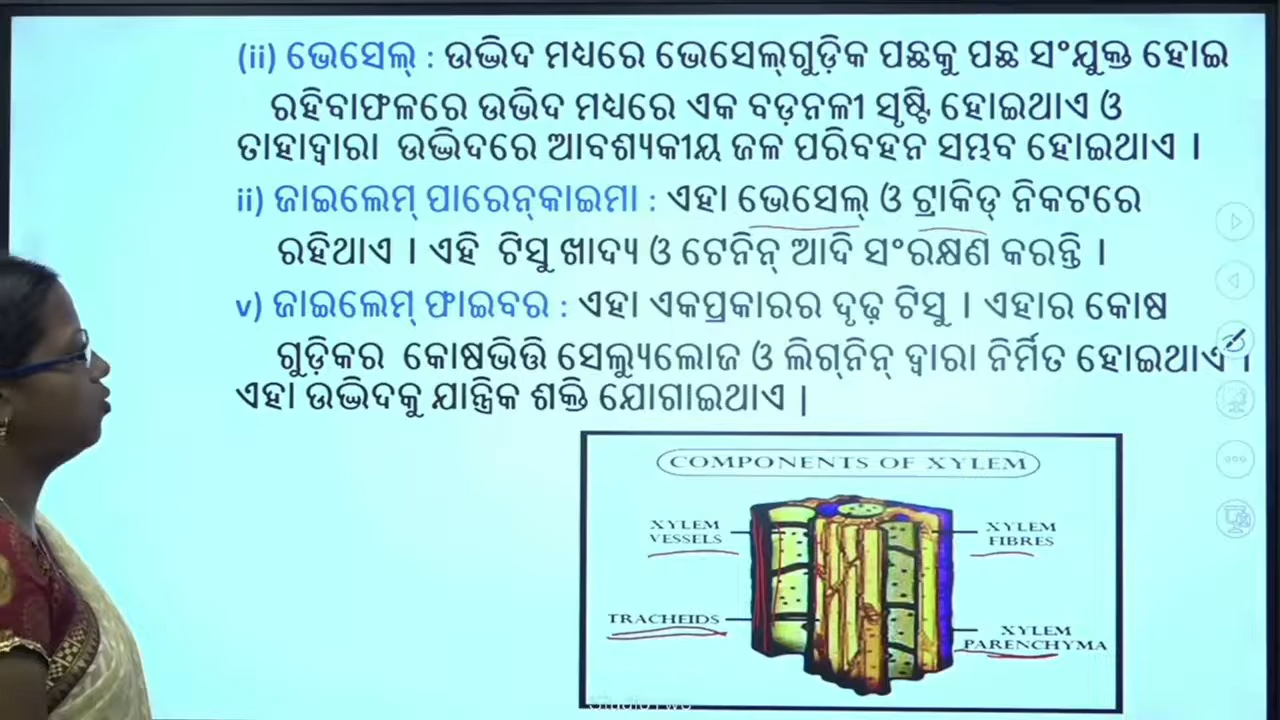 (ii) ଭେସେଲ୍ : ଉଦ୍ଭିଦ ମଧ୍ୟରେ ଭେସେଲ୍‌ଗୁଡ଼ିକ ପଛକୁ ପଛ ସଂଯୁକ୍ତ ହୋଇ
ରହିବାଫଳରେ ଉଦ୍ଭିଦ ମଧ୍ୟରେ ଏକ ବଡ଼ନଳୀ ସୃଷ୍ଟି ହୋଇଥାଏ ଓ
ତାହାଦ୍ୱାରା ଉଦ୍ଭିଦରେ ଆବଶ୍ୟକୀୟ ଜଳ ପରିବହନ ସମ୍ଭବ ହୋଇଥାଏ ।
ii) ଜାଇଲେମ୍ ପାରେନ୍‌କାଇମା : ଏହା ଭେସେଲ୍ ଓ ଟ୍ରାକିଡ୍ ନିକଟରେ
ରହିଥାଏ । ଏହି ଟିସୁ ଖାଦ୍ୟ ଓ ଟେନିନ୍ ଆଦି ସଂରକ୍ଷଣ କରନ୍ତି ।
v) ଜାଇଲେମ୍ ଫାଇବର : ଏହା ଏକପ୍ରକାରର ଦୃଢ଼ ଟିସୁ । ଏହାର କୋଷ
ଗୁଡ଼ିକର କୋଷଭିତ୍ତି ସେଲ୍ୟୁଲୋଜ ଓ ଲିଗ୍‌ନିନ୍ ଦ୍ୱାରା ନିର୍ମିତ ହୋଇଥାଏ ।
ଏହା ଉଦ୍ଭିଦକୁ ଯାନ୍ତ୍ରିକ ଶକ୍ତି ଯୋଗାଇଥାଏ |
COMPONENTS OF XYLEM
XYLEM
VESSELS
XYLEM
FIBRES
TRACHEIDS
XYLEM
PARENCHYMA